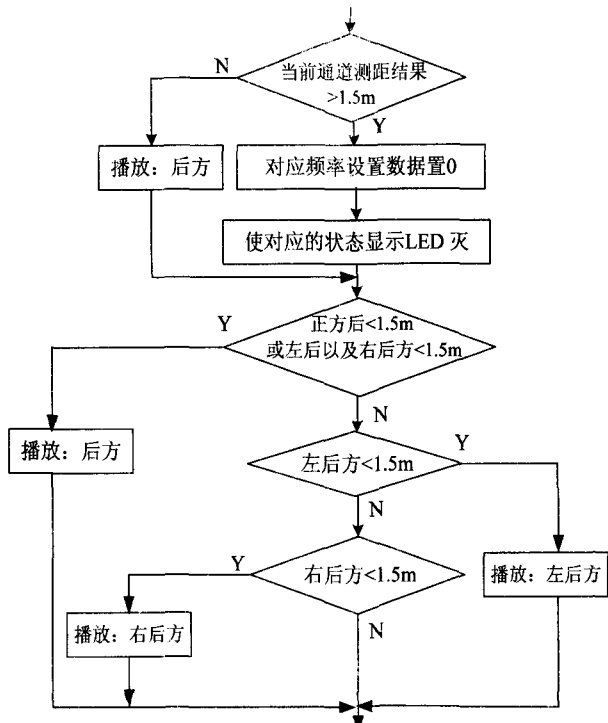 当前通道测距结果
>1.5m
N
Y
播放：后方
对应频率设置数据置0
使对应的状态显示LED 灭
Y
正方后<1.5m
或左后以及右后方<1.5m
N
播放：后方
左后方<1.5m
Y
N
Y
右后方<1.5m
播放：左后方
播放：右后方
N